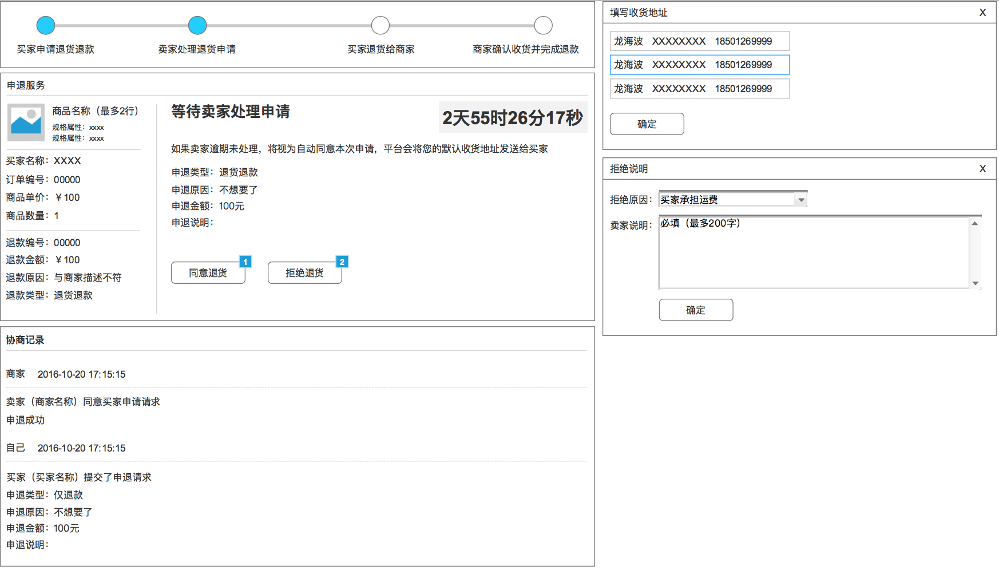 买家申请退货退款
卖家处理退货申请
买家退货给商家
商家确认收货并完成退款
申退服务
商品名称（最多2行）
规格属性：xxxx
规格属性：xxxx
买家名称：XXXX
订单编号：00000
商品单价：￥100
商品数量：1
退款编号：00000
退款金额：￥100
退款原因：与商家描述不符
退款类型：退货退款
等待卖家处理申请
2天55时26分17秒
如果卖家逾期未处理，将视为自动同意本次申请，平台会将您的默认收货地址发送给买家
申退类型：退货退款
申退原因：不想要了
申退金额：100元
申退说明：
同意退货
1
拒绝退货
2
协商记录
商家 2016-10-20 17:15:15
卖家（商家名称）同意买家申请请求
申退成功
自己 2016-10-20 17:15:15
买家（买家名称）提交了申退请求
申退类型：仅退款
申退原因：不想要了
申退金额：100元
申退说明：
填写收货地址 X
龙海波 XXXXXXXX 18501269999
龙海波 XXXXXXXX 18501269999
龙海波 XXXXXXXX 18501269999
确定
拒绝说明 X
拒绝原因：买家承担运费
卖家说明：必填（最多200字）
确定